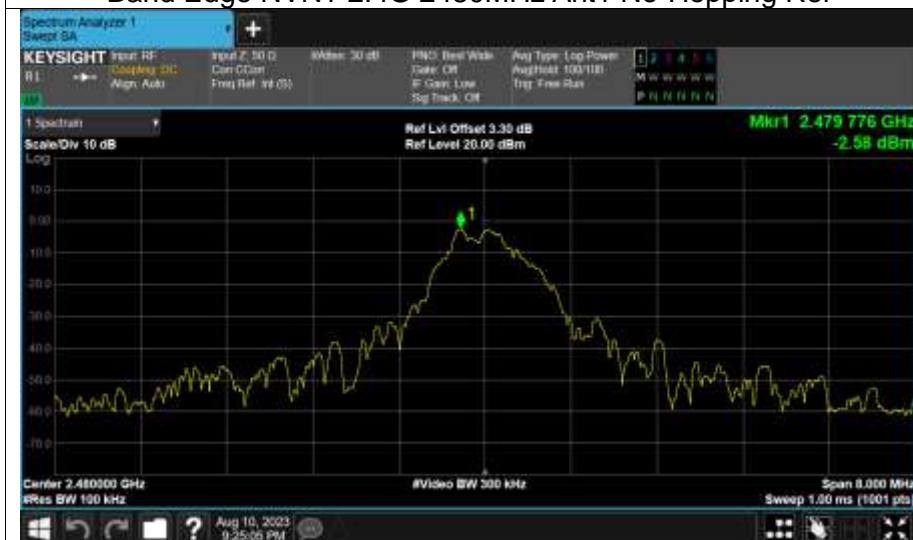 Spectrum Analyzer 1
Swept SA
+
KEYSIGHT
Input: RF
Coupling: DC
Align: Auto
Input Z: 50 Ω
Corr CCorr
Freq Ref: Int (S)
#Atten: 30 dB
PNO: Best Wide
Gate: Off
IF Gain: Low
Sig Track: Off
Avg Type: Log-Power
Avg|Hold: 100/100
Trig: Free Run
1 2 3 4 5 6
M W W W W W
P N N N N N
1 Spectrum
Scale/Div 10 dB
Log
Ref Lvl Offset 3.30 dB
Ref Level 20.00 dBm
Mkr1 2.479 776 GHz
-2.58 dBm
10.0
0.00
-10.0
-20.0
-30.0
-40.0
-50.0
-60.0
-70.0
1
Center 2.480000 GHz
#Res BW 100 kHz
#Video BW 300 kHz
Span 8.000 MHz
Sweep 1.00 ms (1001 pts)
?
Aug 10, 2023
9:25:05 PM